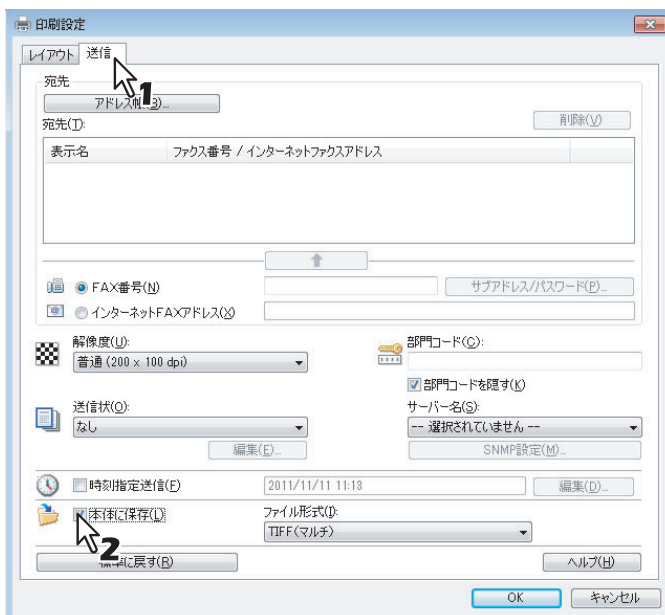 印刷設定
レイアウト 送信
1
宛先
アドレス帳(B)...
宛先(T):
削除(V)
表示名 ファクス番号 / インターネットファクスアドレス
FAX番号(N)
サブアドレス/パスワード(P)...
インターネットFAXアドレス(X)
解像度(U):
部門コード(C):
普通 (200 x 100 dpi)
部門コードを隠す(K)
送信状(O):
サーバー名(S):
なし
-- 選択されていません --
編集(E)...
SNMP設定(M)...
時刻指定送信(F)
2011/11/11 11:13
編集(D)...
本体に保存(L)
ファイル形式(I):
TIFF(マルチ)
2
標準に戻す(R)
ヘルプ(H)
OK
キャンセル